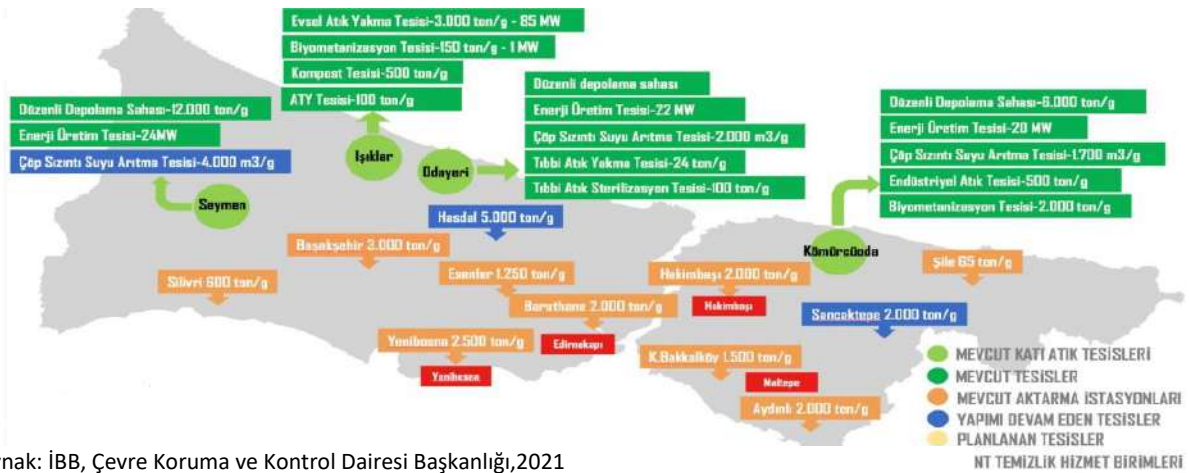 Evsel Atık Yakma Tesisi-3.000 ton/g - 85 MW
Biyometanizasyon Tesisi-150 ton/g - 1 MW
Kompost Tesisi-500 ton/g
ATY Tesisi-100 ton/g
Işıklar
Düzenli Depolama Sahası-12.000 ton/g
Enerji Üretim Tesisi-24MW
Çöp Sızıntı Suyu Arıtma Tesisi-4.000 m3/g
Seymen
Düzenli depolama sahası
Enerji Üretim Tesisi-22 MW
Çöp Sızıntı Suyu Arıtma Tesisi-2.000 m3/g
Tıbbi Atık Yakma Tesisi-24 ton/g
Tıbbi Atık Sterilizasyon Tesisi-100 ton/g
Odayeri
Düzenli Depolama Sahası-6.000 ton/g
Enerji Üretim Tesisi-20 MW
Çöp Sızıntı Suyu Arıtma Tesisi-1.700 m3/g
Endüstriyel Atık Tesisi-500 ton/g
Biyometanizasyon Tesisi-2.000 ton/g
Kömürcüoda
Hasdal 5.000 ton/g
Başakşehir 3.000 ton/g
Silivri 600 ton/g
Esenler 1.250 ton/g
Baruthane 2.000 ton/g
Edirnekapı
Yenibosna 2.500 ton/g
Yenibosna
Hekimbaşı 2.000 ton/g
Hekimbaşı
Şile 65 ton/g
Sancaktepe 2.000 ton/g
K.Bakkalköy 1.500 ton/g
Maltepe
Aydınlı 2.000 ton/g
MEVCUT KATI ATIK TESİSLERİ
MEVCUT TESİSLER
MEVCUT AKTARMA İSTASYONLARI
YAPIMI DEVAM EDEN TESİSLER
PLANLANAN TESİSLER
NT TEMİZLİK HİZMET BİRİMLERİ
ynak: İBB, Çevre Koruma ve Kontrol Dairesi Başkanlığı,2021